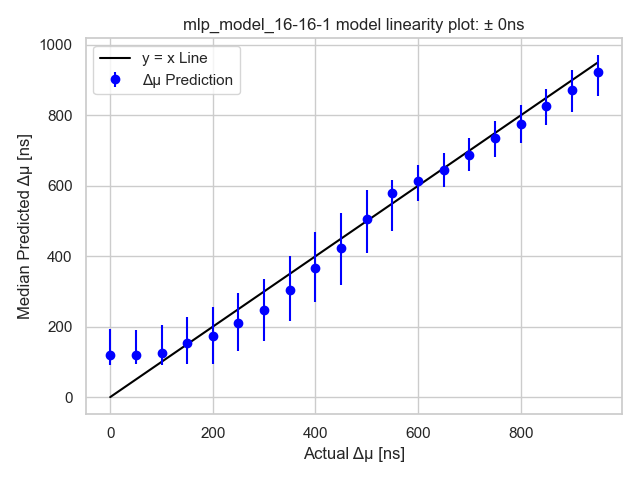 mlp_model_16-16-1 model linearity plot: ± 0ns
y = x Line
Δμ Prediction
Median Predicted Δμ [ns]
1000
800
600
400
200
0
0 200 400 600 800
Actual Δμ [ns]